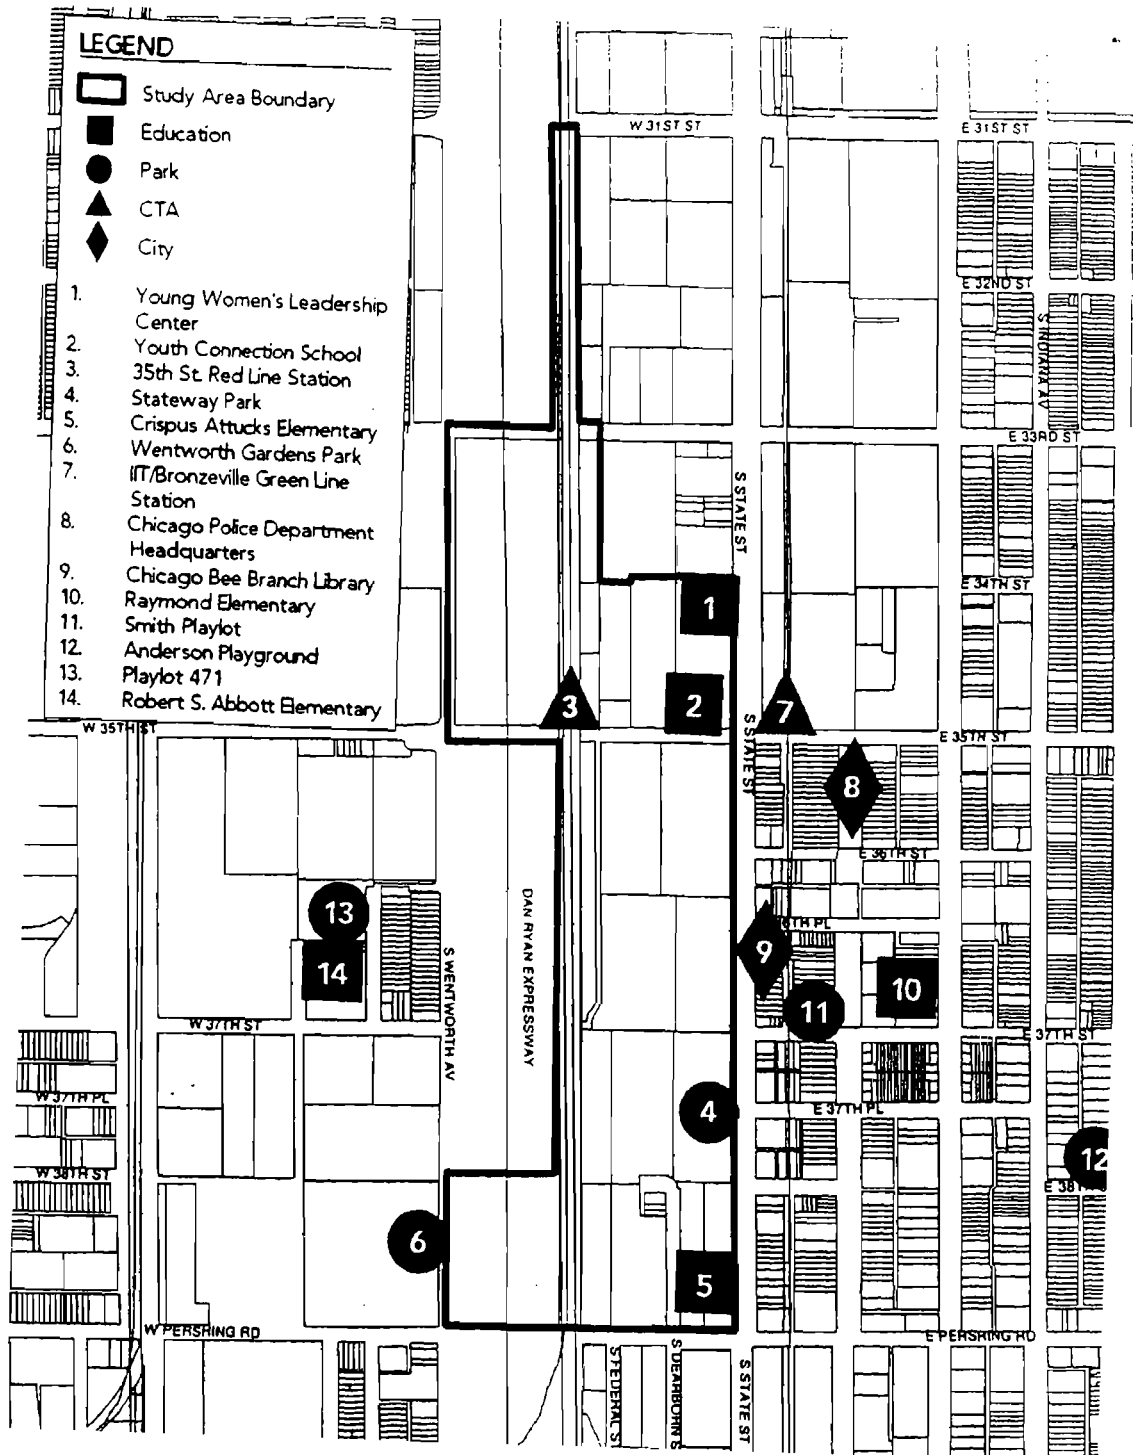 LEGEND
Study Area Boundary
Education
Park
CTA
City
1. Young Women's Leadership
Center
2. Youth Connection School
3. 35th St. Red Line Station
4. Stateway Park
5. Crispus Attucks Elementary
6. Wentworth Gardens Park
7. IIT/Bronzeville Green Line
Station
8. Chicago Police Department
Headquarters
9. Chicago Bee Branch Library
10. Raymond Elementary
11. Smith Playlot
12. Anderson Playground
13. Playlot 471
14. Robert S. Abbott Elementary
W 31ST ST
E 31ST ST
E 32ND ST
S INDIANA AV
E 33RD ST
S STATE ST
E 34TH ST
1
2
3
7
W 35TH ST
S STATE ST
E 35TH ST
8
E 36TH ST
13
DAN RYAN EXPRESSWAY
9
6TH PL
14
S WENTWORTH AV
10
11
W 37TH ST
E 37TH ST
W 37TH PL
4
E 37TH PL
12
W 38TH ST
E 38TH
6
5
W PERSHING RD
E PERSHING RD
S FEDERAL S
S DEARBORN S
S STATE ST